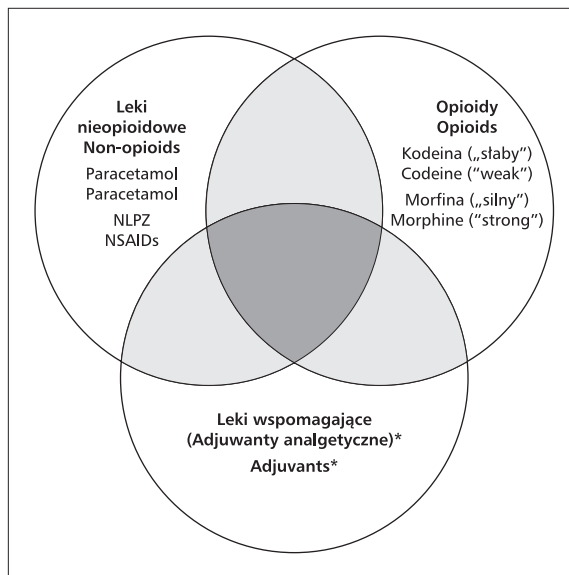 Leki
nieopioidowe
Non-opioids
Paracetamol
Paracetamol
NLPZ
NSAIDs
Opioidy
Opioids
Kodeina („słaby”)
Codeine (“weak”)
Morfina („silny”)
Morphine (“strong”)
Leki wspomagające
(Adjuwanty analgetyczne)*
Adjuvants*